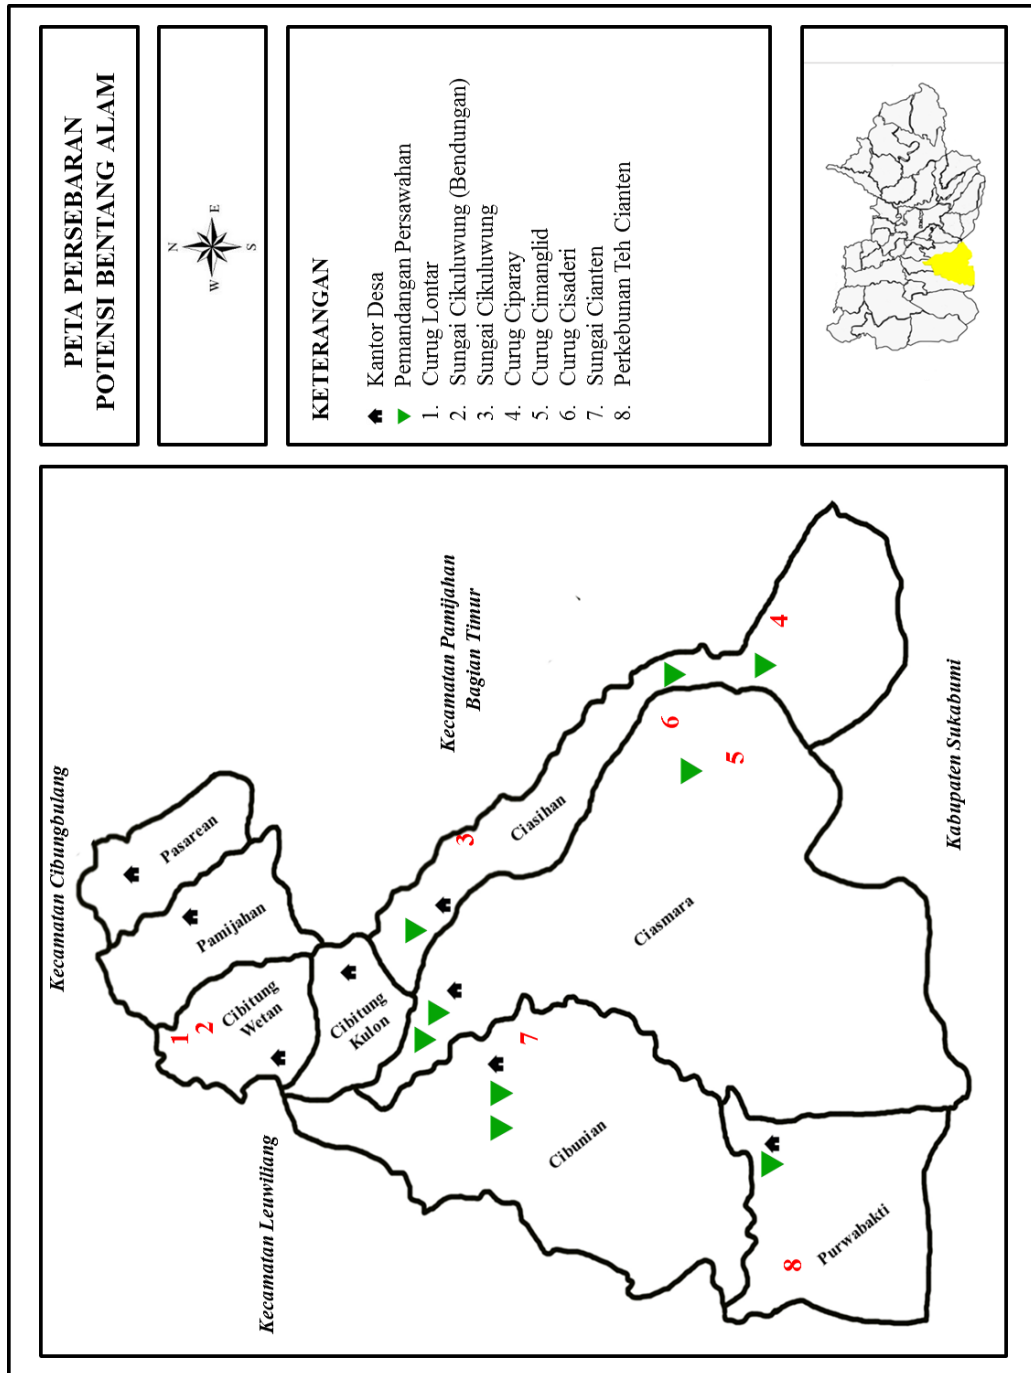 PETA PERSEBARAN
POTENSI BENTANG ALAM
N
W
E
S
KETERANGAN
Kantor Desa
Pemandangan Persawahan
1. Curug Lontar
2. Sungai Cikuluwung (Bendungan)
3. Sungai Cikuluwung
4. Curug Ciparay
5. Curug Cimanglid
6. Curug Cisaderi
7. Sungai Cianten
8. Perkebunan Teh Cianten
Kecamatan Cibungbulang
Pasarean
Pamijahan
1
2
Cibitung
Wetan
Cibitung
Kulon
Kecamatan Leuwiliang
Kecamatan Pamijahan
Bagian Timur
3
Ciasihan
4
6
5
Ciasmara
7
Cibunian
8
Purwabakti
Kabupaten Sukabumi